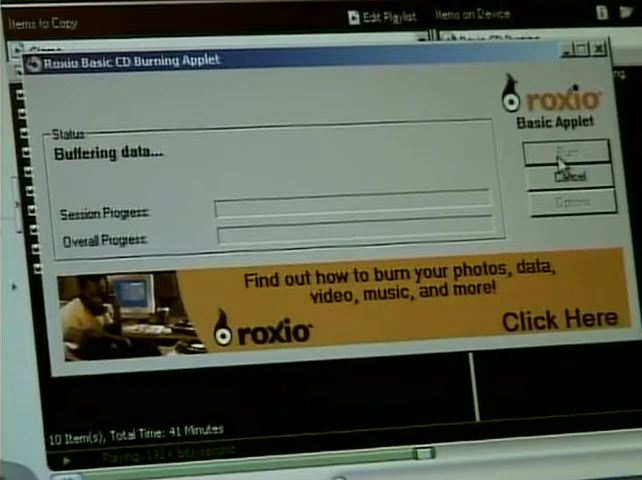 Items to Copy
Edit Playlist
Items on Device
Roxio Basic CD Burning Applet
roxio
Basic Applet
Status
Buffering data...
Burn
Cancel
Options
Session Progress:
Overall Progress:
Find out how to burn your photos, data,
video, music, and more!
roxio
Click Here
10 Item(s), Total Time: 41 Minutes